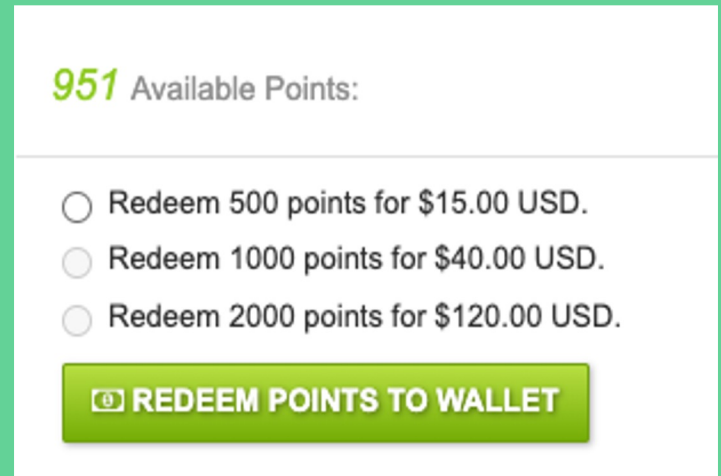 951 Available Points:
Redeem 500 points for $15.00 USD.
Redeem 1000 points for $40.00 USD.
Redeem 2000 points for $120.00 USD.
REDEEM POINTS TO WALLET